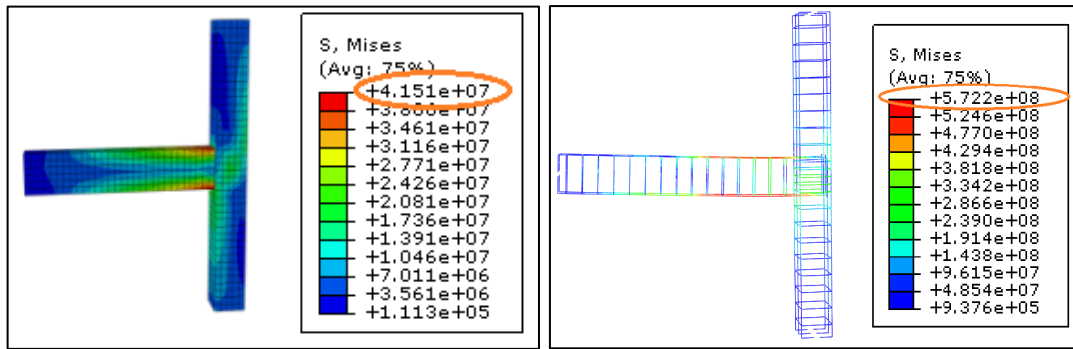 S, Mises
(Avg: 75%)
+4.151e+07
+3.806e+07
+3.461e+07
+3.116e+07
+2.771e+07
+2.426e+07
+2.081e+07
+1.736e+07
+1.391e+07
+1.046e+07
+7.011e+06
+3.561e+06
+1.113e+05
S, Mises
(Avg: 75%)
+5.722e+08
+5.246e+08
+4.770e+08
+4.294e+08
+3.818e+08
+3.342e+08
+2.866e+08
+2.390e+08
+1.914e+08
+1.438e+08
+9.615e+07
+4.854e+07
+9.376e+05